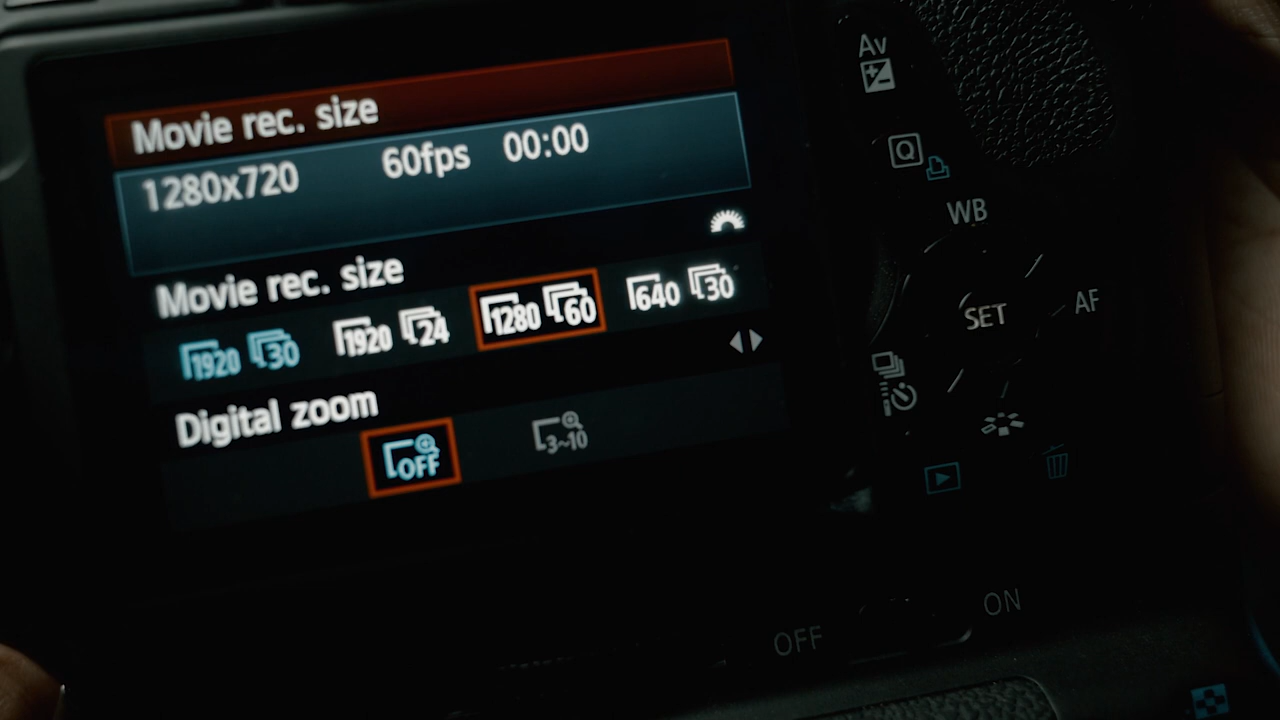 Movie rec. size
1280x720 60fps 00:00
Movie rec. size
1920 30 1920 24 1280 60 640 30
Digital zoom
OFF 3~10
Av
Q
WB
SET
AF
OFF ON